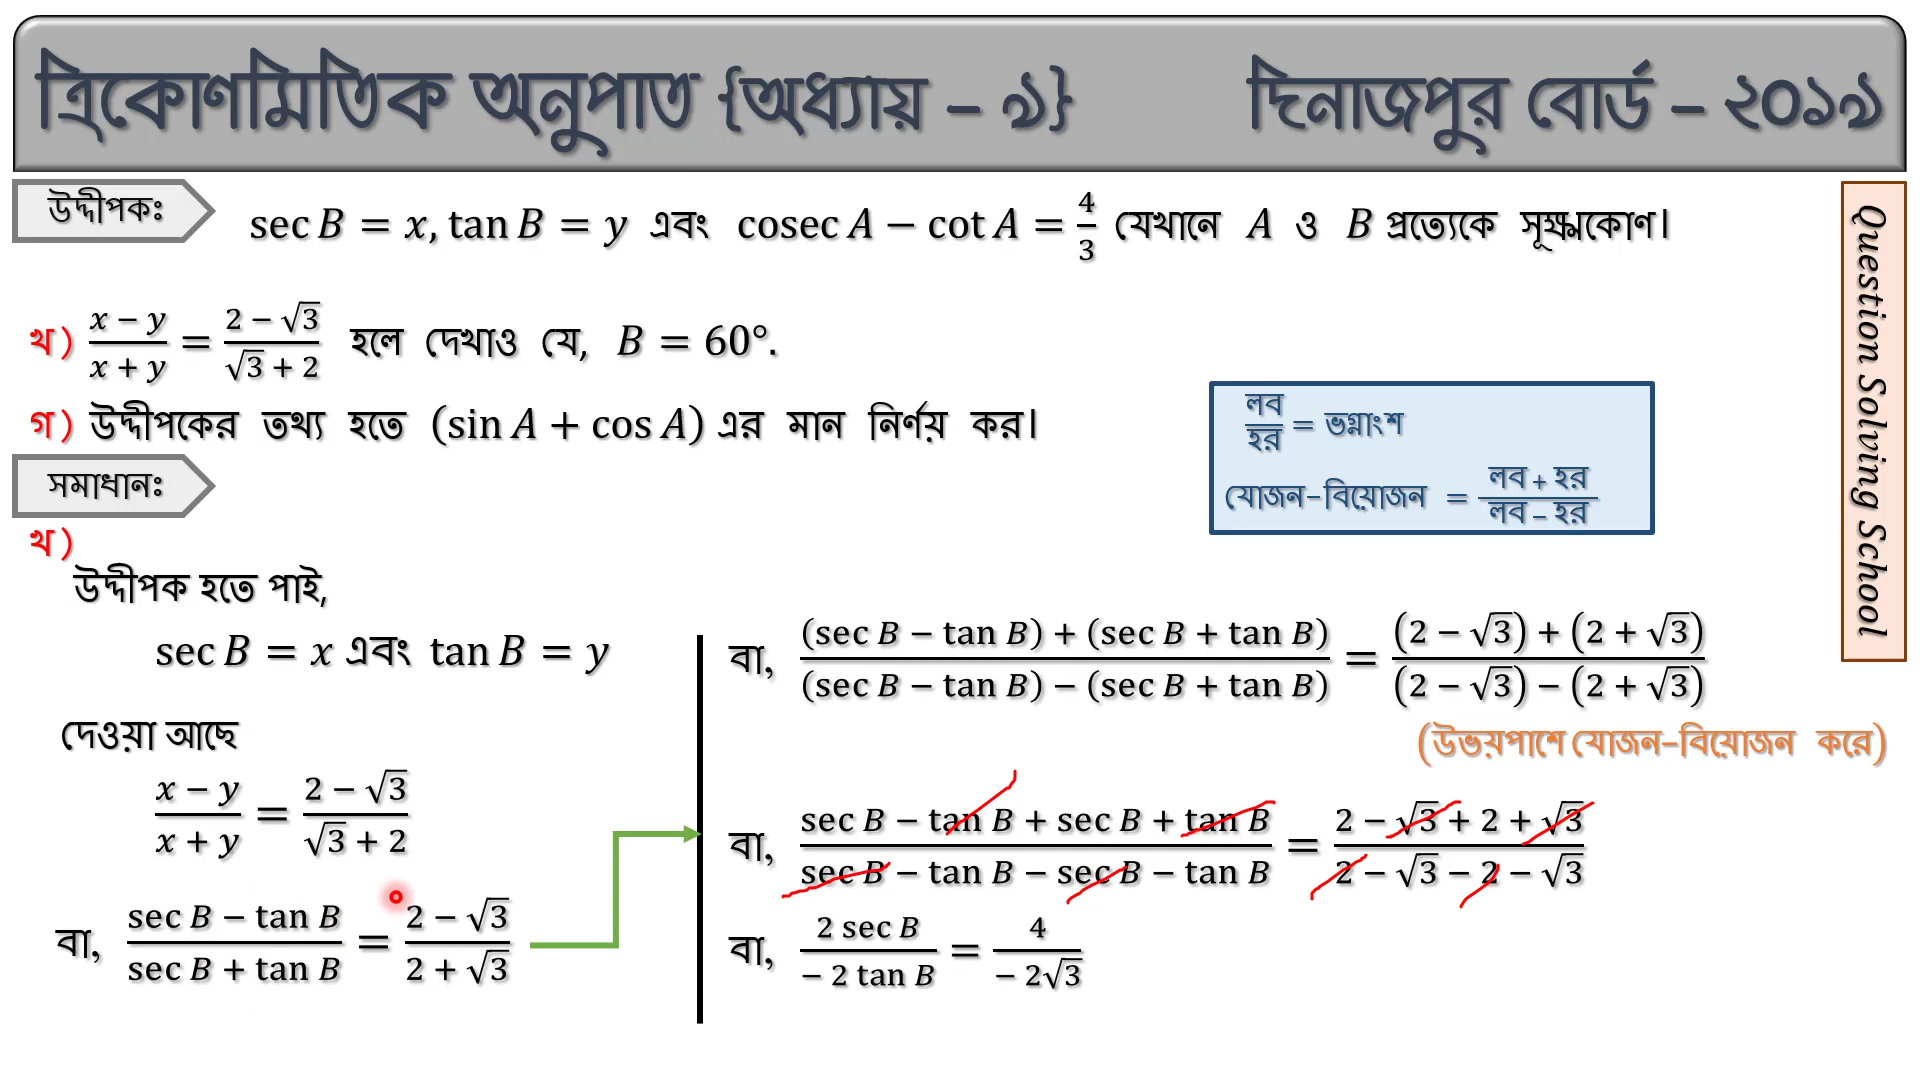 ত্রিকোণমিতিক অনুপাত {অধ্যায় – ৯} দিনাজপুর বোর্ড – ২০১৯
উদ্দীপকঃ
sec B = x, tan B = y এবং cosec A − cot A = 4/3 যেখানে A ও B প্রত্যেকে সূক্ষ্মকোণ।
খ) (x − y)/(x + y) = (2 − √3)/(√3 + 2) হলে দেখাও যে, B = 60°.
গ) উদ্দীপকের তথ্য হতে (sin A + cos A) এর মান নির্ণয় কর।
লব/হর = ভগ্নাংশ
যোজন–বিয়োজন = (লব + হর)/(লব – হর)
Question Solving School
সমাধানঃ
খ)
উদ্দীপক হতে পাই,
sec B = x এবং tan B = y
দেওয়া আছে
(x − y)/(x + y) = (2 − √3)/(√3 + 2)
বা, (sec B − tan B)/(sec B + tan B) = (2 − √3)/(2 + √3)
বা, ((sec B − tan B) + (sec B + tan B))/((sec B − tan B) − (sec B + tan B)) = ((2 − √3) + (2 + √3))/((2 − √3) − (2 + √3))
(উভয়পাশে যোজন–বিয়োজন করে)
বা, (sec B − tan B + sec B + tan B)/(sec B − tan B − sec B − tan B) = (2 − √3 + 2 + √3)/(2 − √3 − 2 − √3)
বা, (2 sec B)/(− 2 tan B) = 4/(− 2√3)